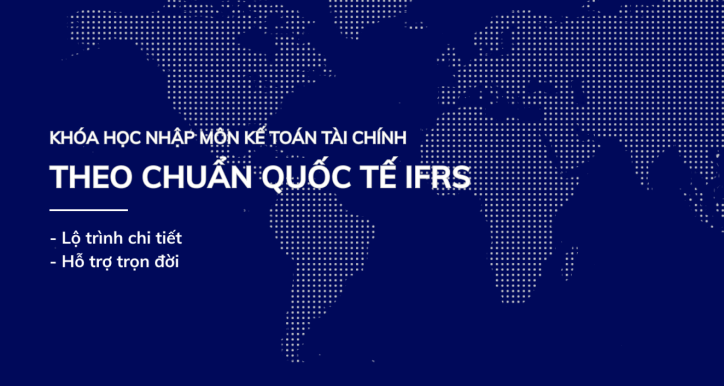 KHÓA HỌC NHẬP MÔN KẾ TOÁN TÀI CHÍNH
THEO CHUẨN QUỐC TẾ IFRS
- Lộ trình chi tiết
- Hỗ trợ trọn đời